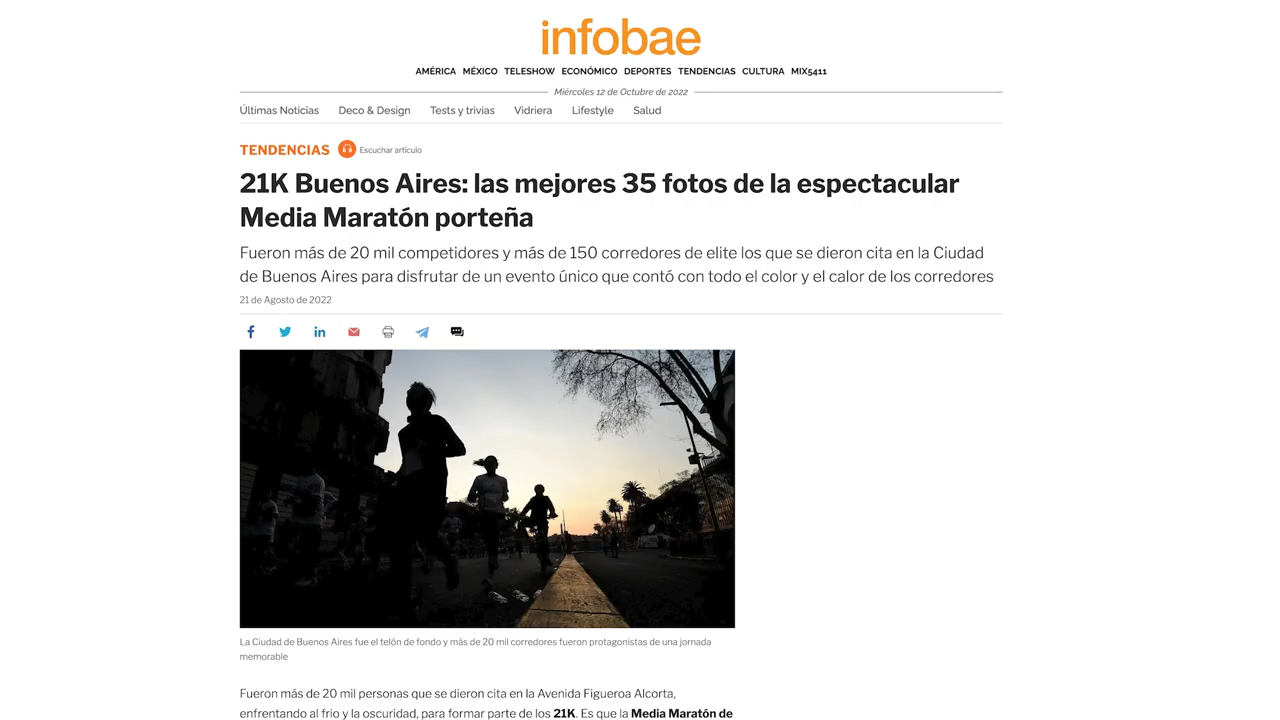 infobae
AMÉRICA MÉXICO TELESHOW ECONÓMICO DEPORTES TENDENCIAS CULTURA MIX5411
Miércoles 12 de Octubre de 2022
Últimas Noticias Deco & Design Tests y trivias Vidriera Lifestyle Salud
TENDENCIAS Escuchar artículo
21K Buenos Aires: las mejores 35 fotos de la espectacular
Media Maratón porteña
Fueron más de 20 mil competidores y más de 150 corredores de elite los que se dieron cita en la Ciudad
de Buenos Aires para disfrutar de un evento único que contó con todo el color y el calor de los corredores
21 de Agosto de 2022
La Ciudad de Buenos Aires fue el telón de fondo y más de 20 mil corredores fueron protagonistas de una jornada
memorable
Fueron más de 20 mil personas que se dieron cita en la Avenida Figueroa Alcorta,
enfrentando al frio y la oscuridad, para formar parte de los 21K. Es que la Media Maratón de